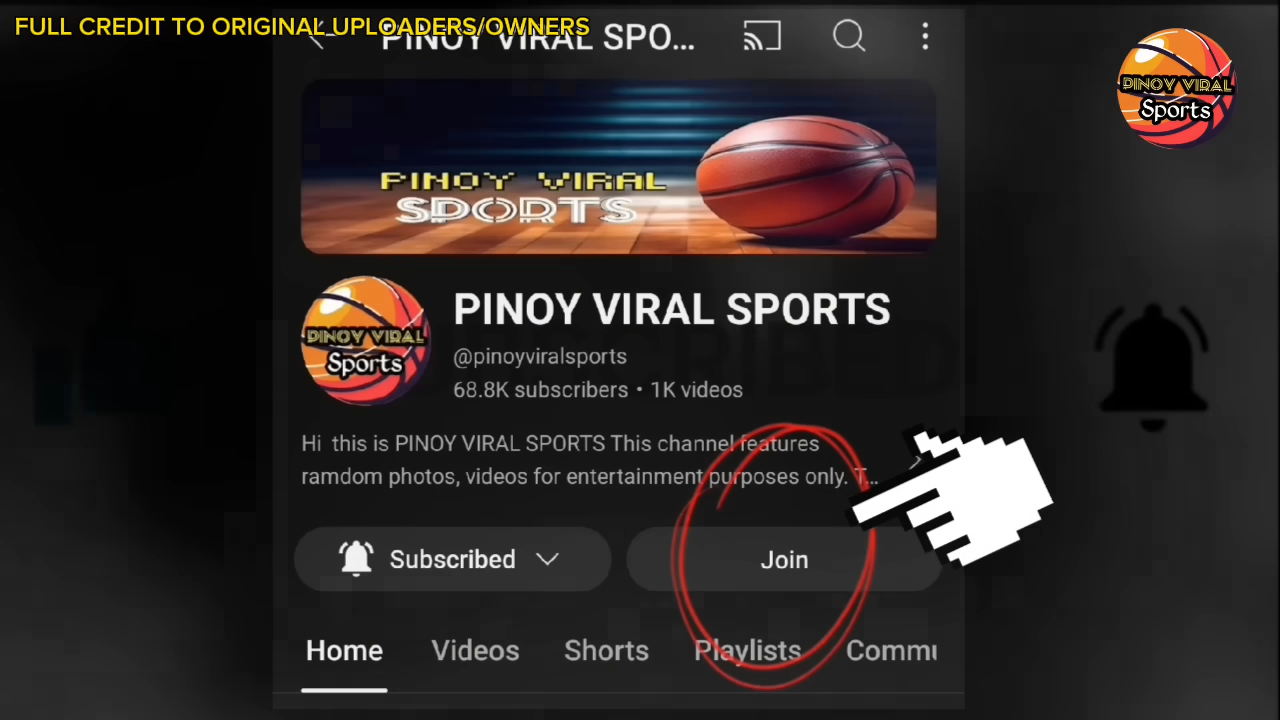 FULL CREDIT TO ORIGINAL UPLOADERS/OWNERS
PINOY VIRAL SPO...
PINOY VIRAL
Sports
PINOY VIRAL
SPORTS
PINOY VIRAL
Sports
PINOY VIRAL SPORTS
@pinoyviralsports
68.8K subscribers • 1K videos
Hi this is PINOY VIRAL SPORTS This channel features
ramdom photos, videos for entertainment purposes only. T...
Subscribed
Join
Home Videos Shorts Playlists Commu